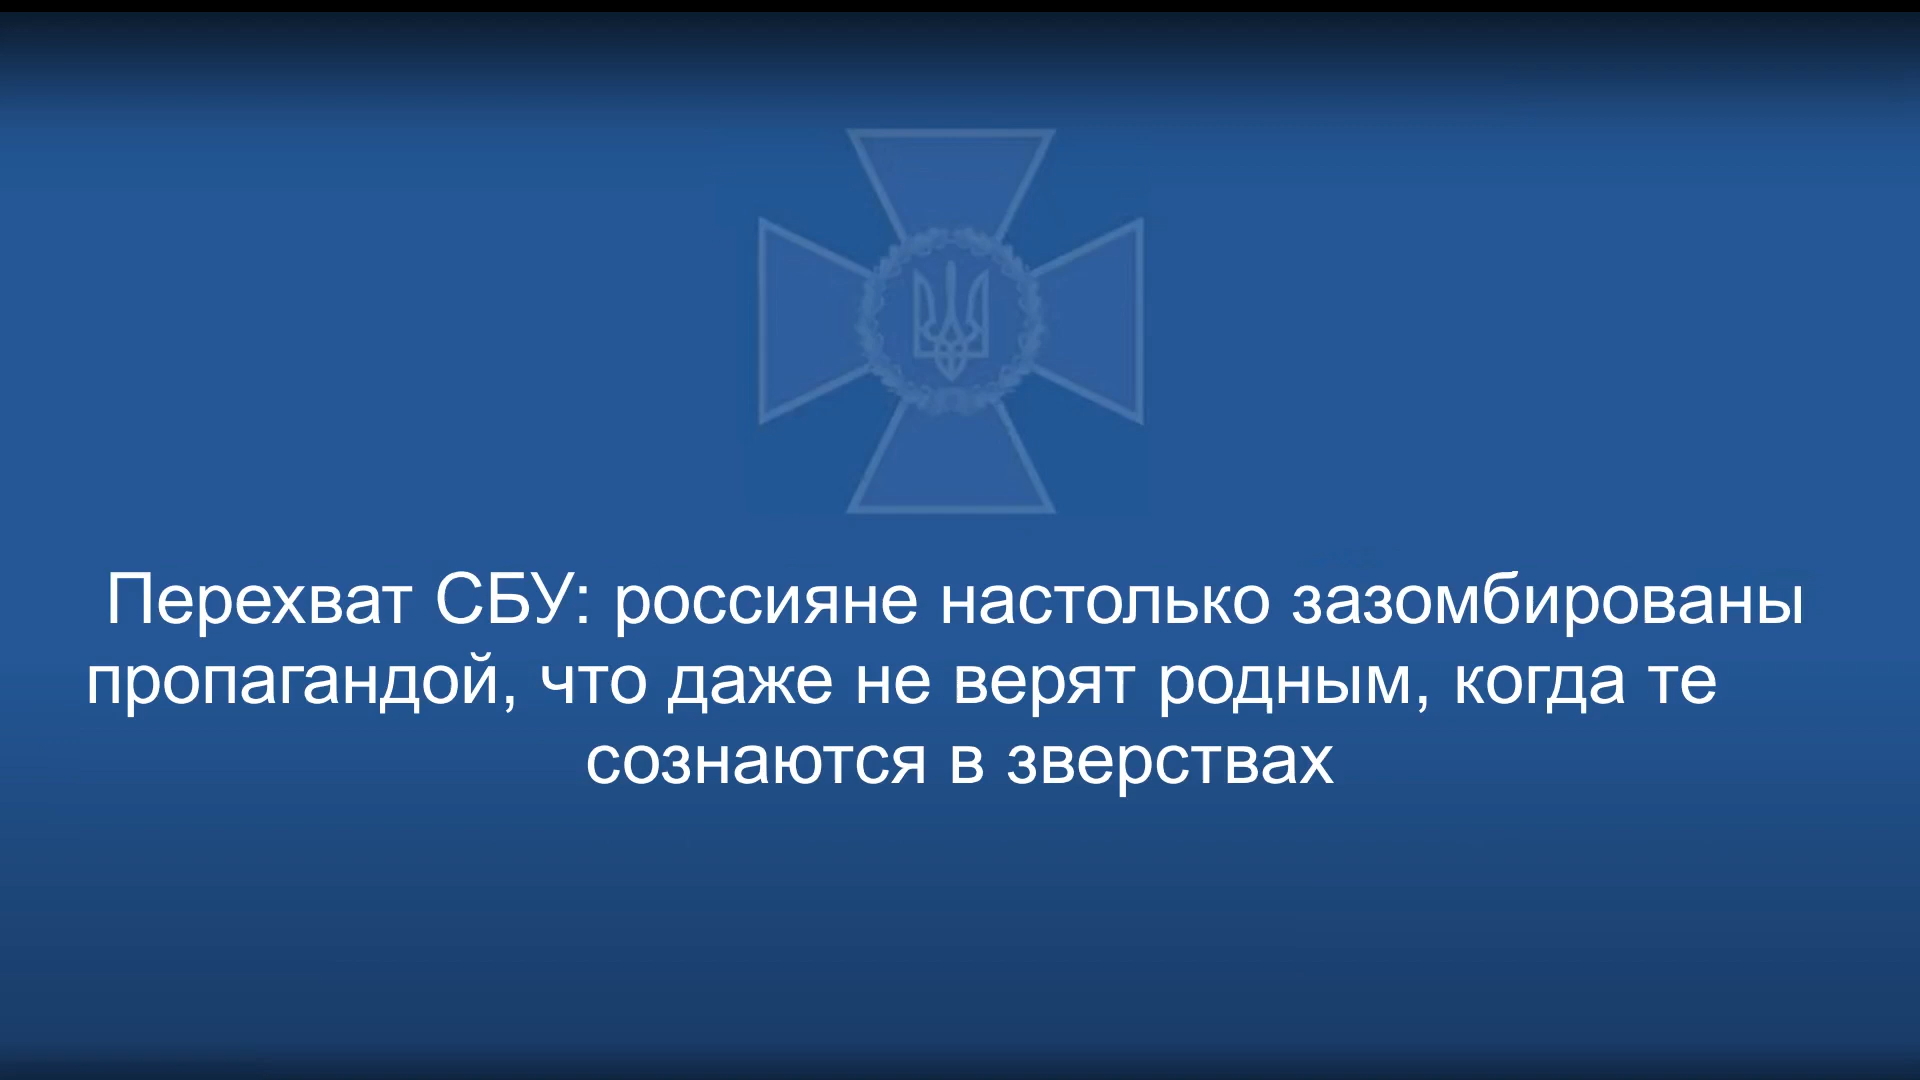 Перехват СБУ: россияне настолько зазомбированы
пропагандой, что даже не верят родным, когда те
сознаются в зверствах